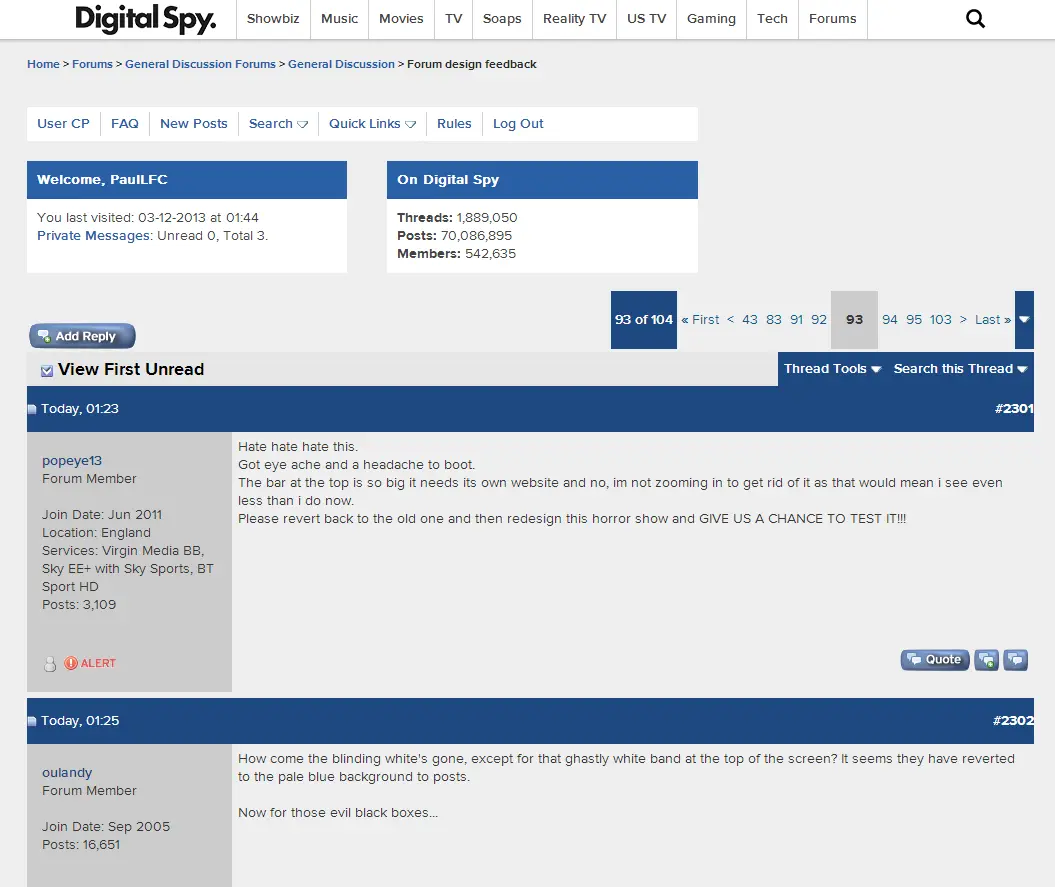 Digital Spy.
Showbiz Music Movies TV Soaps Reality TV US TV Gaming Tech Forums
Home > Forums > General Discussion Forums > General Discussion > Forum design feedback
User CP FAQ New Posts Search Quick Links Rules Log Out
Welcome, PaulLFC
You last visited: 03-12-2013 at 01:44
Private Messages: Unread 0, Total 3.
On Digital Spy
Threads: 1,889,050
Posts: 70,086,895
Members: 542,635
93 of 104 « First < 43 83 91 92 93 94 95 103 > Last »
Add Reply
View First Unread
Thread Tools Search this Thread
Today, 01:23 #2301
popeye13
Forum Member
Join Date: Jun 2011
Location: England
Services: Virgin Media BB,
Sky EE+ with Sky Sports, BT
Sport HD
Posts: 3,109
ALERT
Hate hate hate this.
Got eye ache and a headache to boot.
The bar at the top is so big it needs its own website and no, im not zooming in to get rid of it as that would mean i see even
less than i do now.
Please revert back to the old one and then redesign this horror show and GIVE US A CHANCE TO TEST IT!!!
Quote
Today, 01:25 #2302
oulandy
Forum Member
Join Date: Sep 2005
Posts: 16,651
How come the blinding white's gone, except for that ghastly white band at the top of the screen? It seems they have reverted
to the pale blue background to posts.
Now for those evil black boxes...